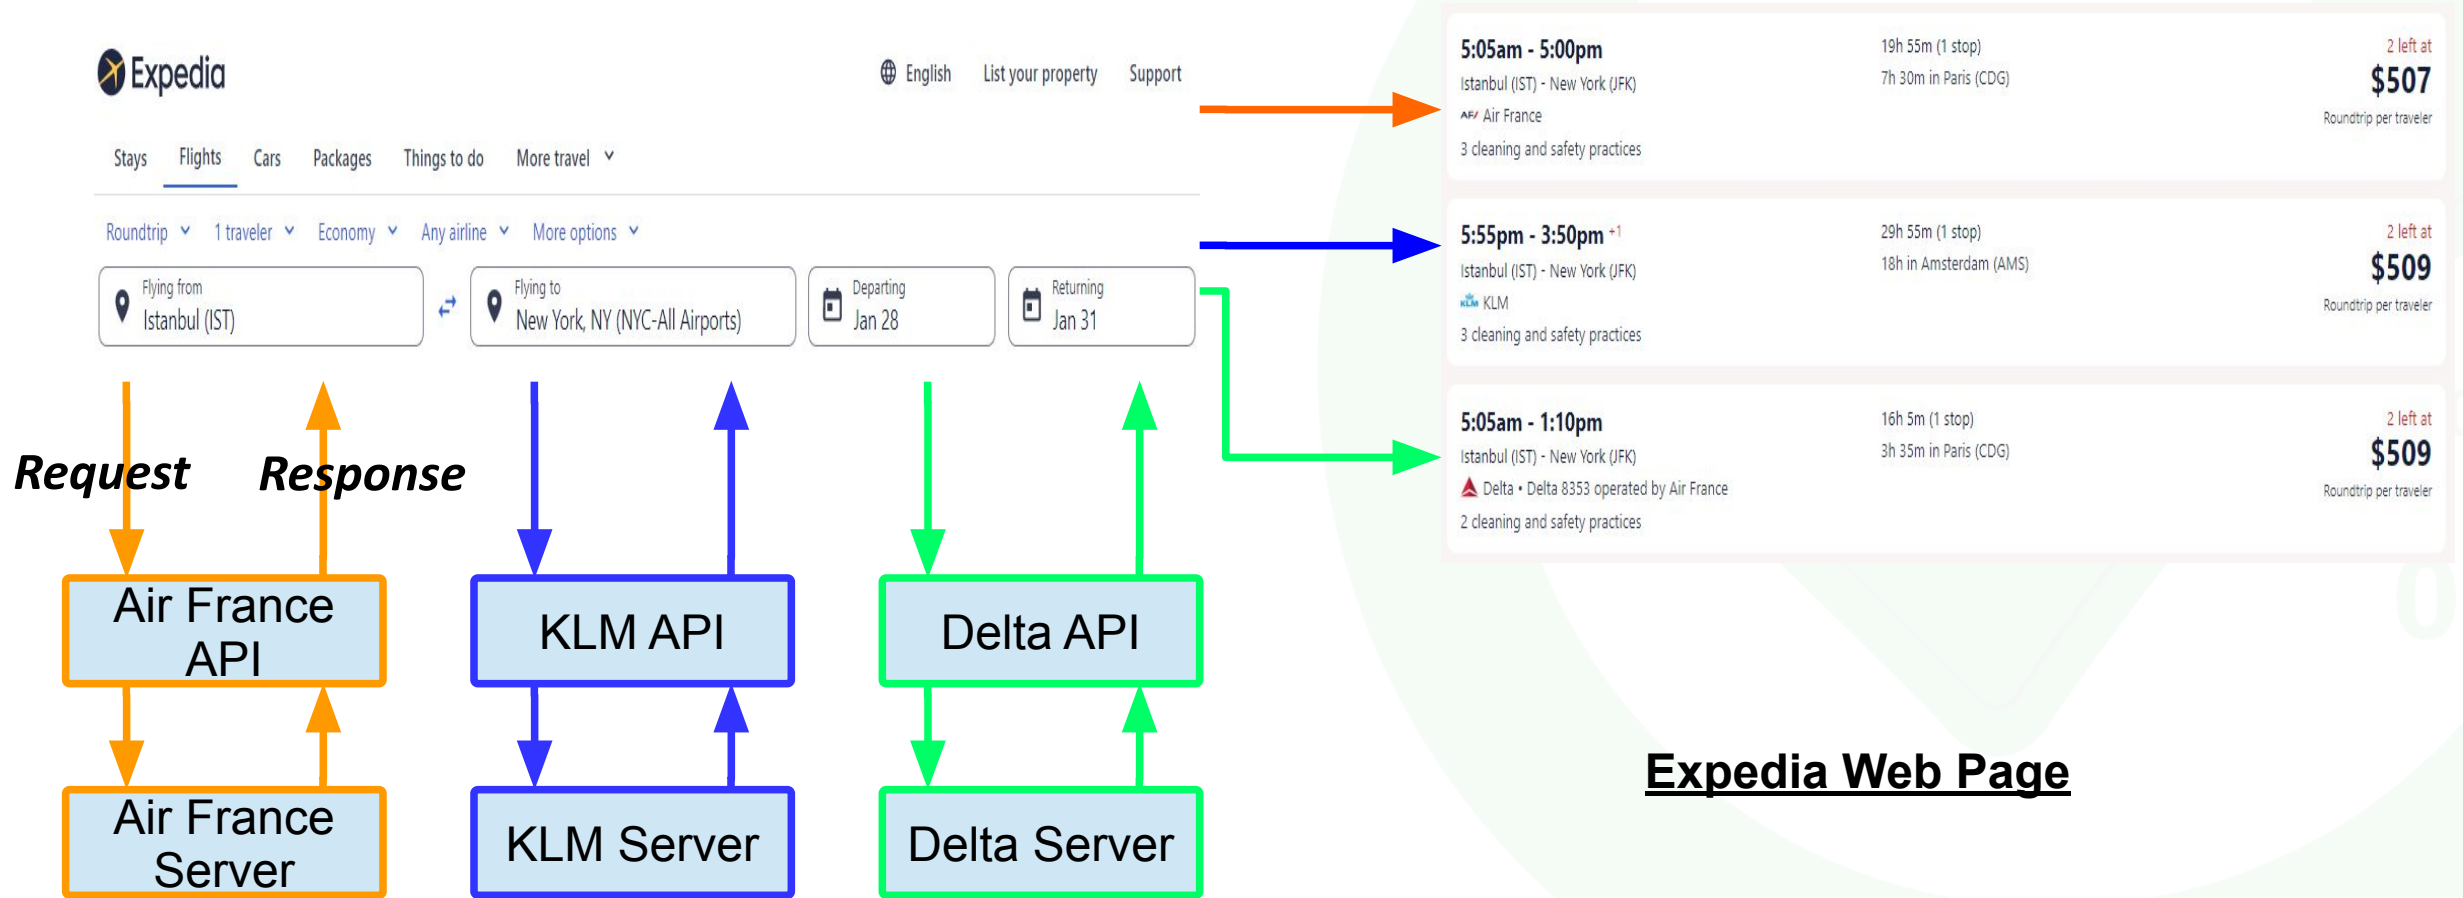 Expedia
English List your property Support
Stays Flights Cars Packages Things to do More travel
Roundtrip 1 traveler Economy Any airline More options
Flying from
Istanbul (IST)
Flying to
New York, NY (NYC-All Airports)
Departing
Jan 28
Returning
Jan 31
Request Response
Air France
API
KLM API
Delta API
Air France
Server
KLM Server
Delta Server
5:05am - 5:00pm
Istanbul (IST) - New York (JFK)
AF/ Air France
3 cleaning and safety practices
19h 55m (1 stop)
7h 30m in Paris (CDG)
2 left at
$507
Roundtrip per traveler
5:55pm - 3:50pm +1
Istanbul (IST) - New York (JFK)
KLM KLM
3 cleaning and safety practices
29h 55m (1 stop)
18h in Amsterdam (AMS)
2 left at
$509
Roundtrip per traveler
5:05am - 1:10pm
Istanbul (IST) - New York (JFK)
Delta • Delta 8353 operated by Air France
2 cleaning and safety practices
16h 5m (1 stop)
3h 35m in Paris (CDG)
2 left at
$509
Roundtrip per traveler
0
Expedia Web Page